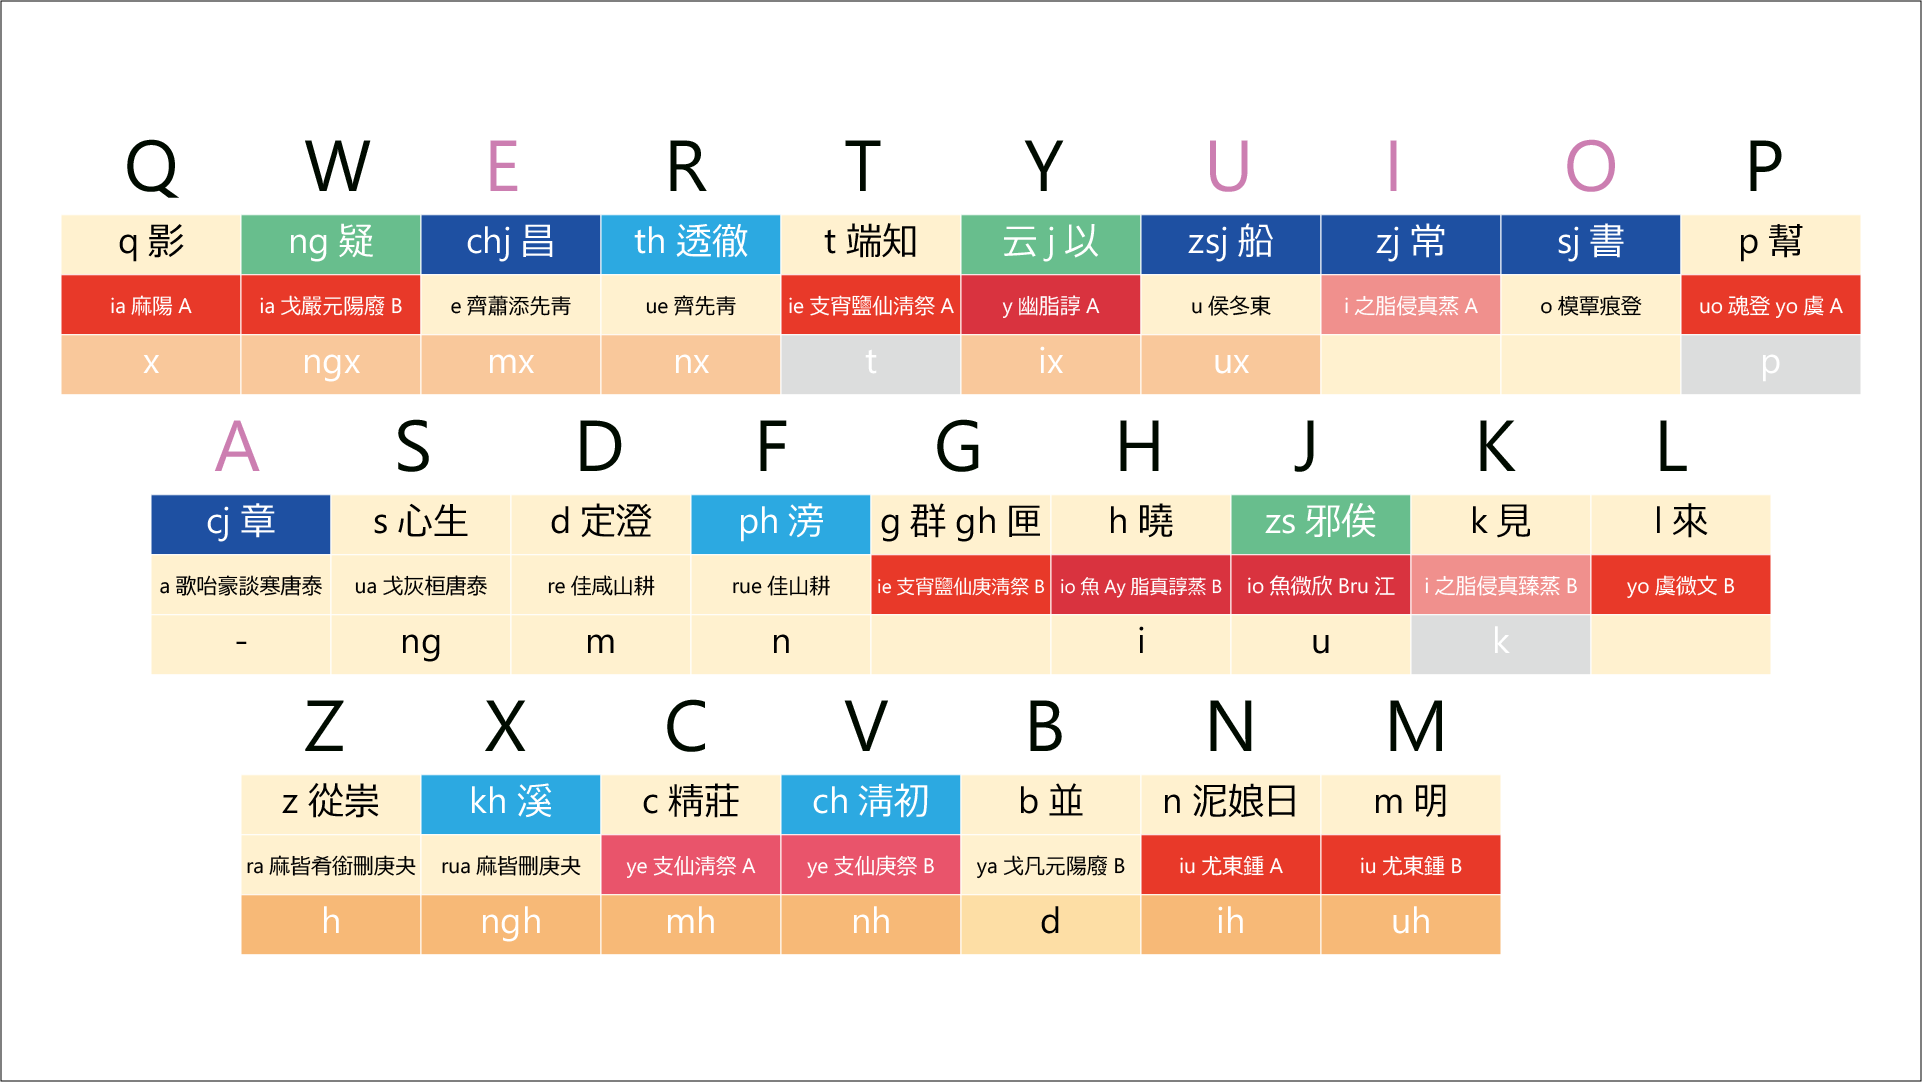 Q W E R T Y U I O P
q 影 ng 疑 chj 昌 th 透徹 t 端知 云 j 以 zsj 船 zj 常 sj 書 p 幫
ia 麻陽 A ia 戈嚴元陽廢 B e 齊蕭添先青 ue 齊先青 ie 支宵鹽仙清祭 A y 幽脂諄 A u 侯冬東 i 之脂侵真蒸 A o 模覃痕登 uo 魂登 yo 虞 A
x ngx mx nx t ix ux p
A S D F G H J K L
cj 章 s 心生 d 定澄 ph 滂 g 群 gh 匣 h 曉 zs 邪俟 k 見 l 來
a 歌咍豪談寒唐泰 ua 戈灰桓唐泰 re 佳咸山耕 rue 佳山耕 ie 支宵鹽仙庚清祭 B io 魚 Ay 脂真諄蒸 B io 魚微欣 Bru 江 i 之脂侵真臻蒸 B yo 虞微文 B
- ng m n i u k
Z X C V B N M
z 從崇 kh 溪 c 精莊 ch 清初 b 並 n 泥娘日 m 明
ra 麻皆肴銜刪庚夬 rua 麻皆刪庚夬 ye 支仙清祭 A ye 支仙庚祭 B ya 戈凡元陽廢 B iu 尤東鍾 A iu 尤東鍾 B
h ngh mh nh d ih uh